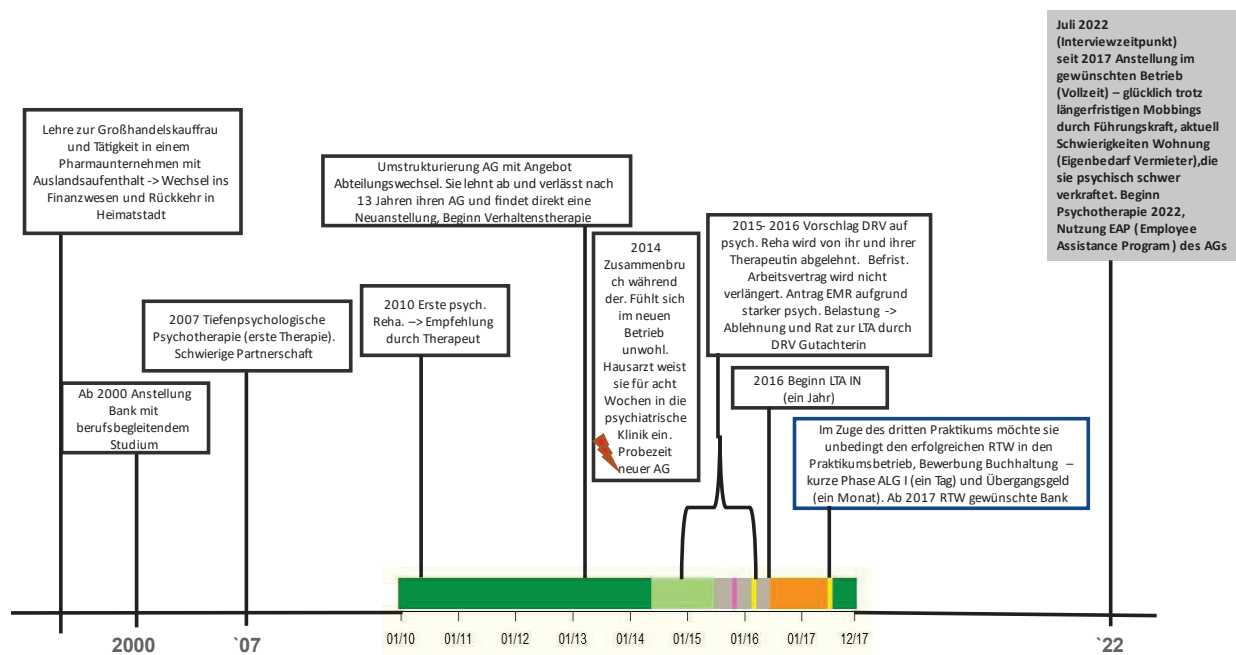 Juli 2022
(Interviewzeitpunkt)
seit 2017 Anstellung im
gewünschten Betrieb
(Vollzeit) – glücklich trotz
längerfristigen Mobbings
durch Führungskraft, aktuell
Schwierigkeiten Wohnung
(Eigenbedarf Vermieter),die
sie psychisch schwer
verkraftet. Beginn
Psychotherapie 2022,
Nutzung EAP (Employee
Assistance Program) des AGs
Lehre zur Großhandelskauffrau
und Tätigkeit in einem
Pharmaunternehmen mit
Auslandsaufenthalt -> Wechsel ins
Finanzwesen und Rückkehr in
Heimatstadt
Umstrukturierung AG mit Angebot
Abteilungswechsel. Sie lehnt ab und verlässt nach
13 Jahren ihren AG und findet direkt eine
Neuanstellung, Beginn Verhaltenstherapie
2015- 2016 Vorschlag DRV auf
psych. Reha wird von ihr und ihrer
Therapeutin abgelehnt. Befrist.
Arbeitsvertrag wird nicht
verlängert. Antrag EMR aufgrund
starker psych. Belastung ->
Ablehnung und Rat zur LTA durch
DRV Gutachterin
2014
Zusammenbru
ch während
der. Fühlt sich
im neuen
Betrieb
unwohl.
Hausarzt weist
sie für acht
Wochen in die
psychiatrische
Klinik ein.
Probezeit
neuer AG
2010 Erste psych.
Reha. –> Empfehlung
durch Therapeut
2007 Tiefenpsychologische
Psychotherapie (erste Therapie).
Schwierige Partnerschaft
Ab 2000 Anstellung
Bank mit
berufsbegleitendem
Studium
2016 Beginn LTA IN
(ein Jahr)
Im Zuge des dritten Praktikums möchte sie
unbedingt den erfolgreichen RTW in den
Praktikumsbetrieb, Bewerbung Buchhaltung –
kurze Phase ALG I (ein Tag) und Übergangsgeld
(ein Monat). Ab 2017 RTW gewünschte Bank
01/10 01/11 01/12 01/13 01/14 01/15 01/16 01/17 12/17
2000 `07 `22